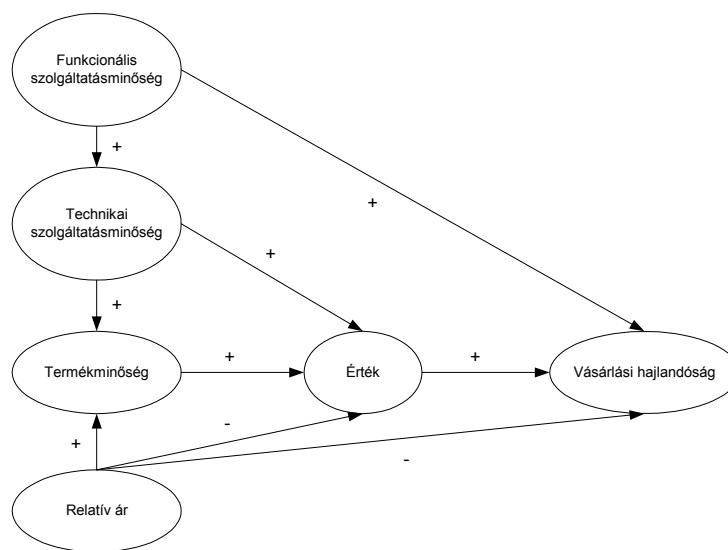 Funkcionális
szolgáltatásminőség
+
+
Technikai
szolgáltatásminőség
+
+
Termékminőség
+
Érték
+
Vásárlási hajlandóság
-
+
-
Relatív ár